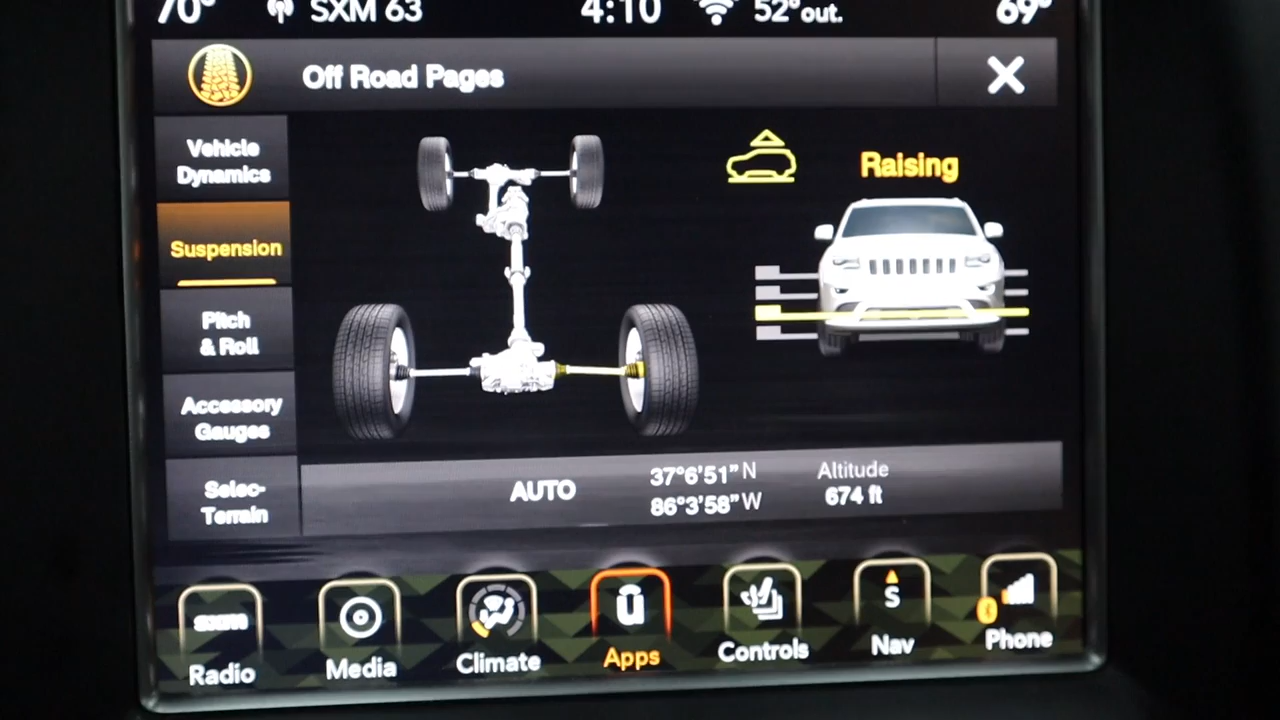 70° SXM 63 4:10 52°out. 69°
Off Road Pages
Vehicle
Dynamics
Suspension
Pitch
& Roll
Accessory
Gauges
Selec-
Terrain
Raising
AUTO
37°6'51" N
86°3'58" W
Altitude
674 ft
sxm
Radio
Media
Climate
U
Apps
Controls
S
Nav
Phone